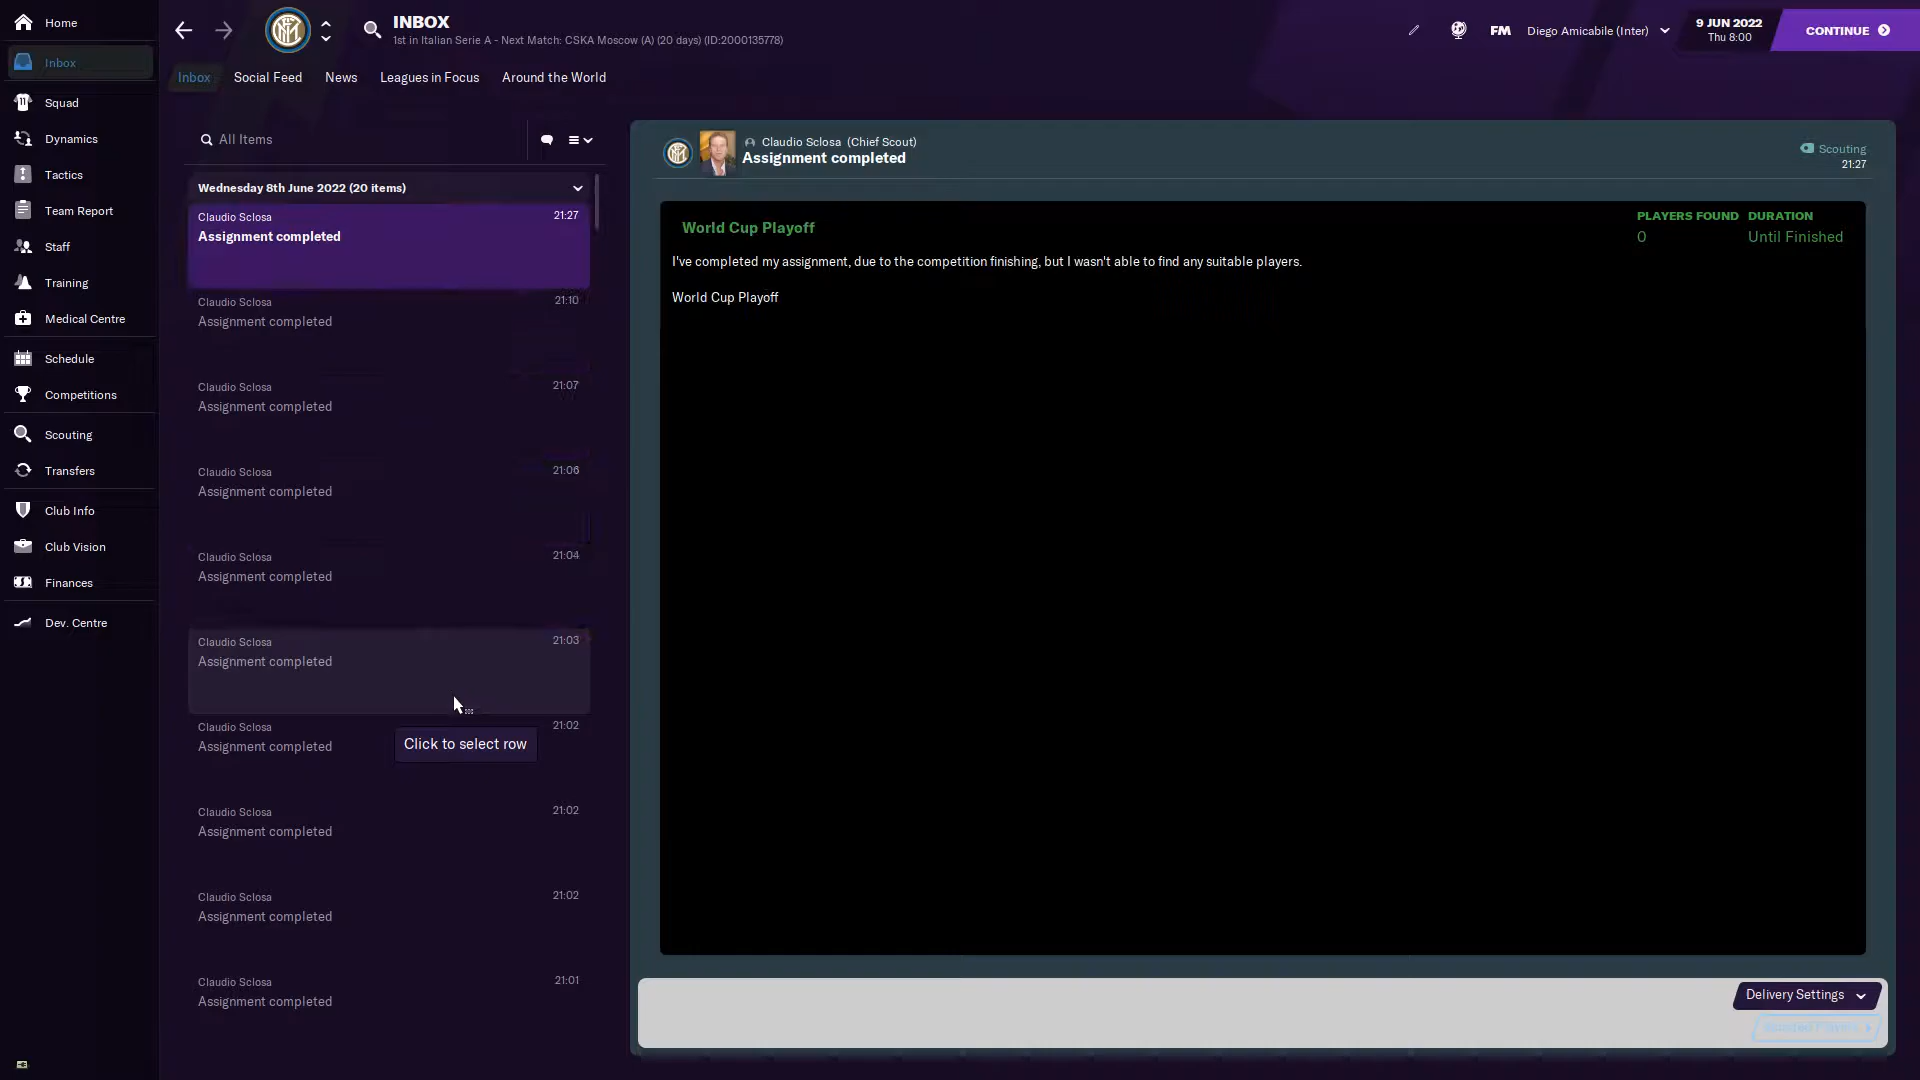 Home
Inbox
Squad
Dynamics
Tactics
Team Report
Staff
Training
Medical Centre
Schedule
Competitions
Scouting
Transfers
Club Info
Club Vision
Finances
Dev. Centre
INBOX
1st in Italian Serie A - Next Match: CSKA Moscow (A) (20 days) (ID:2000135778)
FM
Diego Amicabile (Inter)
9 JUN 2022
Thu 8:00
CONTINUE
Inbox Social Feed News Leagues in Focus Around the World
All Items
Wednesday 8th June 2022 (20 items)
Claudio Sclosa 21:27
Assignment completed
Claudio Sclosa 21:10
Assignment completed
Claudio Sclosa 21:07
Assignment completed
Claudio Sclosa 21:06
Assignment completed
Claudio Sclosa 21:04
Assignment completed
Claudio Sclosa 21:03
Assignment completed
Claudio Sclosa 21:02
Assignment completed
Click to select row
Claudio Sclosa 21:02
Assignment completed
Claudio Sclosa 21:02
Assignment completed
Claudio Sclosa 21:01
Assignment completed
Claudio Sclosa (Chief Scout)
Assignment completed
Scouting
21:27
World Cup Playoff
PLAYERS FOUND DURATION
0 Until Finished
I've completed my assignment, due to the competition finishing, but I wasn't able to find any suitable players.
World Cup Playoff
Delivery Settings